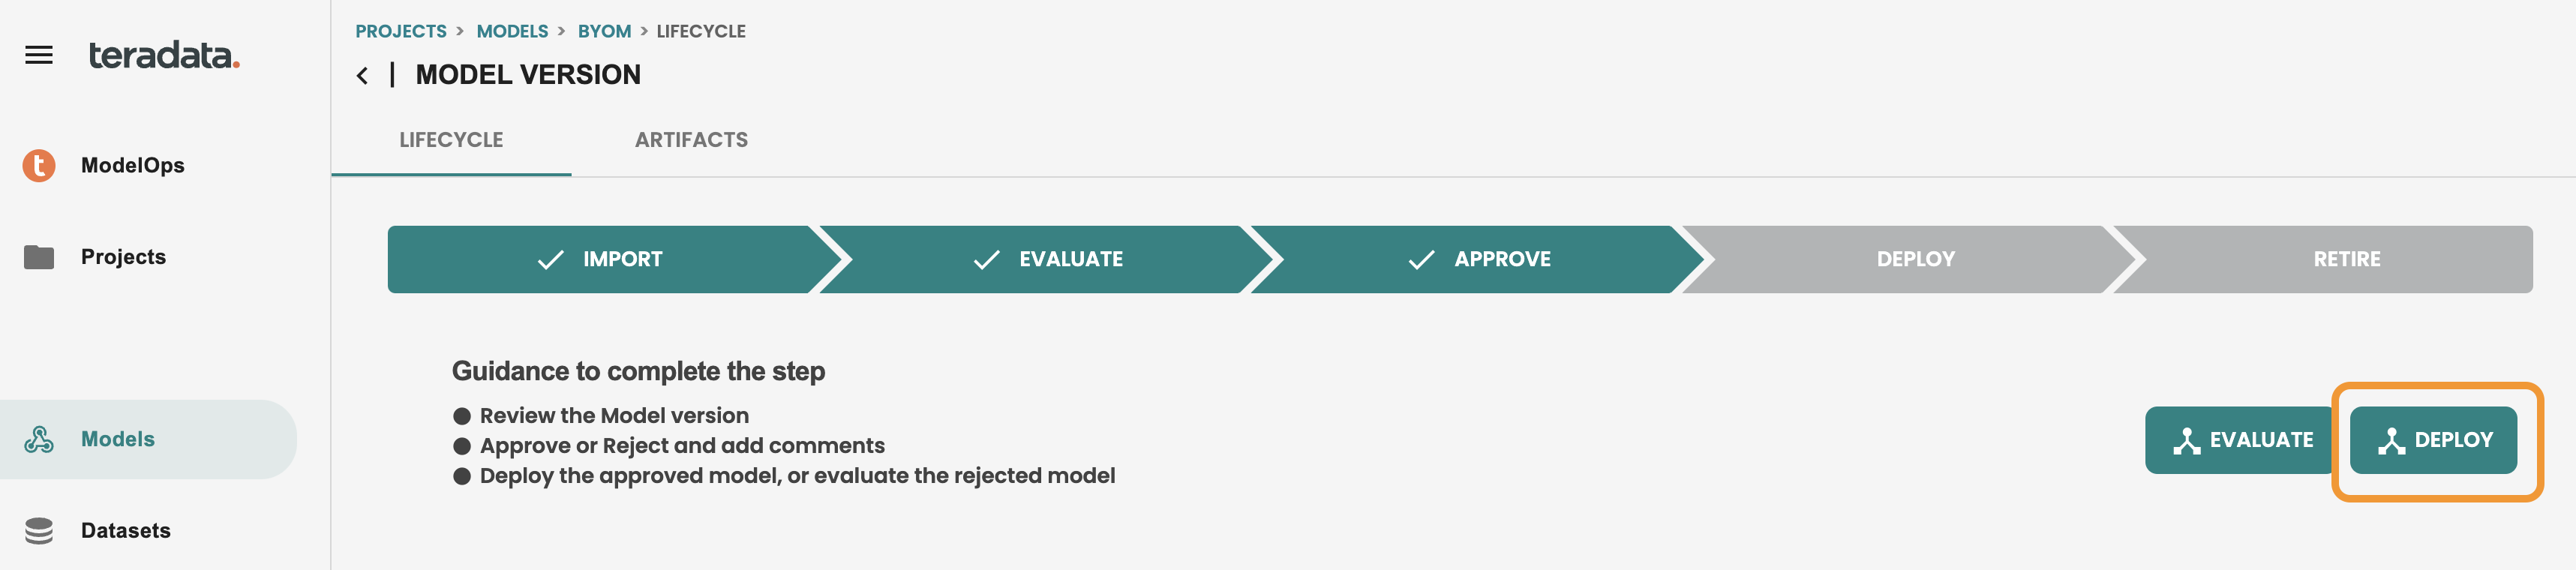 teradata.
ModelOps
Projects
Models
Datasets
PROJECTS > MODELS > BYOM > LIFECYCLE
< | MODEL VERSION
LIFECYCLE ARTIFACTS
IMPORT EVALUATE APPROVE DEPLOY RETIRE
Guidance to complete the step
● Review the Model version
● Approve or Reject and add comments
● Deploy the approved model, or evaluate the rejected model
EVALUATE DEPLOY